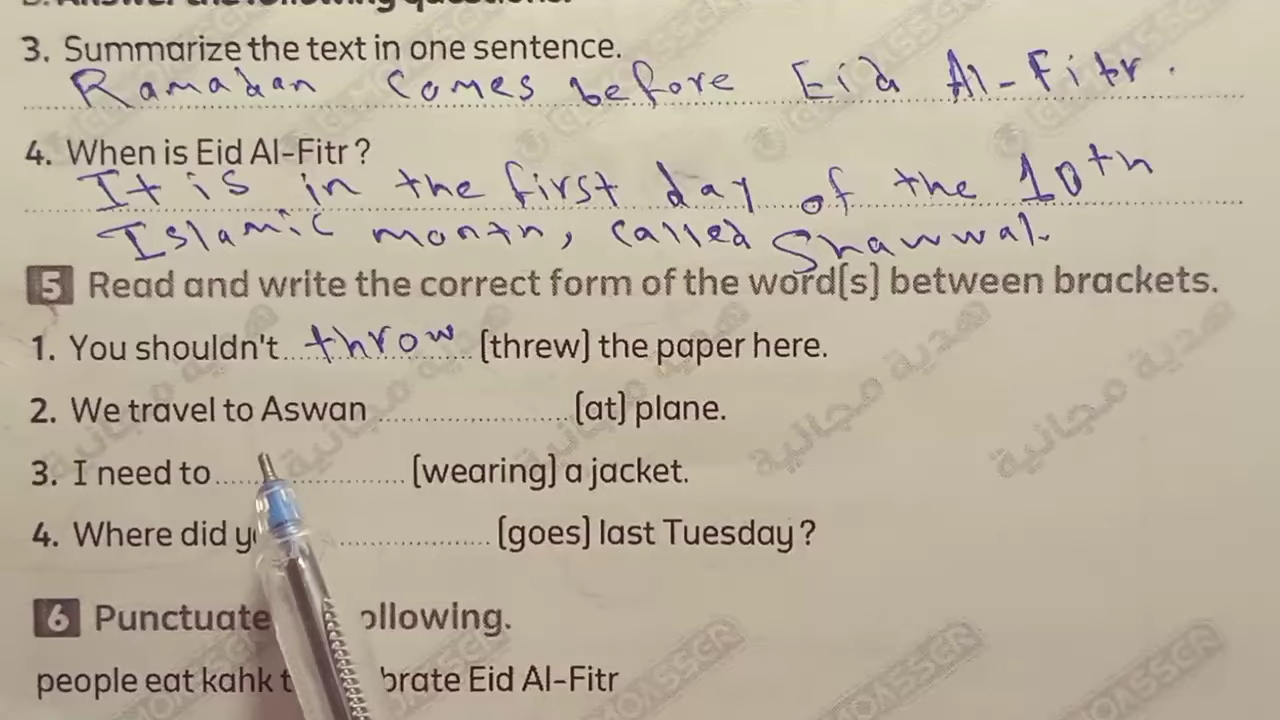 3. Summarize the text in one sentence.
Ramadan comes before Eid Al-Fitr.
4. When is Eid Al-Fitr?
It is in the first day of the 10th
Islamic month, called Shawwal.
5 Read and write the correct form of the word(s) between brackets.
1. You shouldn't throw (threw) the paper here.
2. We travel to Aswan .................... (at) plane.
3. I need to .................... (wearing) a jacket.
4. Where did .................... (goes) last Tuesday?
6 Punctuate ollowing.
people eat kahk brate Eid Al-Fitr